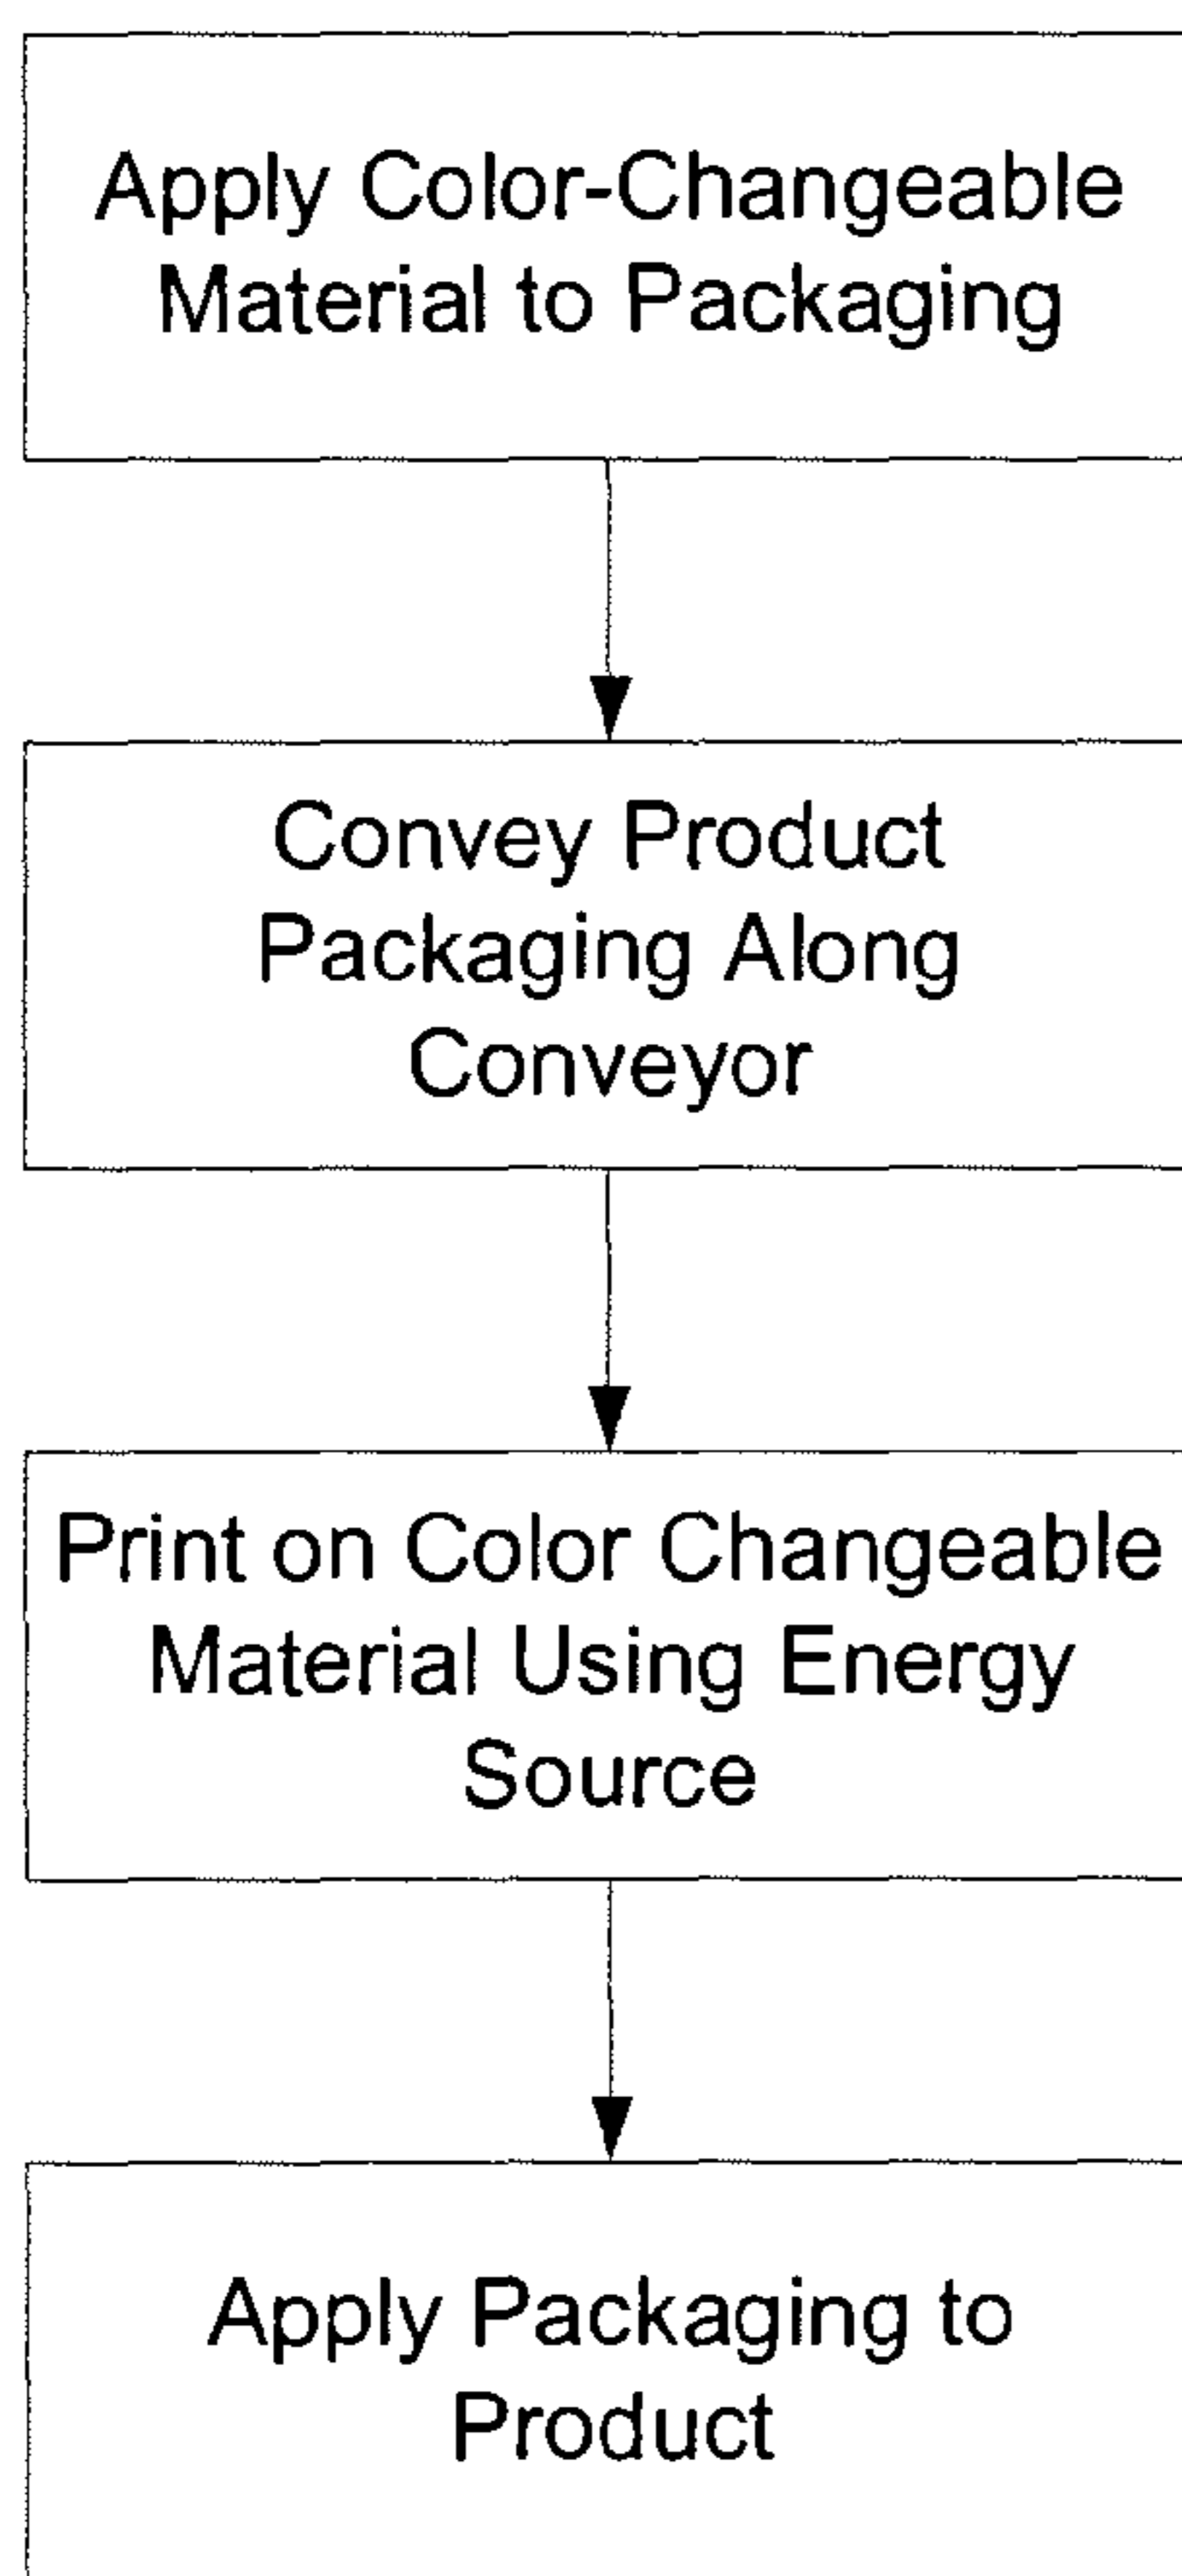 Apply Color-Changeable
Material to Packaging
Convey Product
Packaging Along
Conveyor
Print on Color Changeable
Material Using Energy
Source
Apply Packaging to
Product